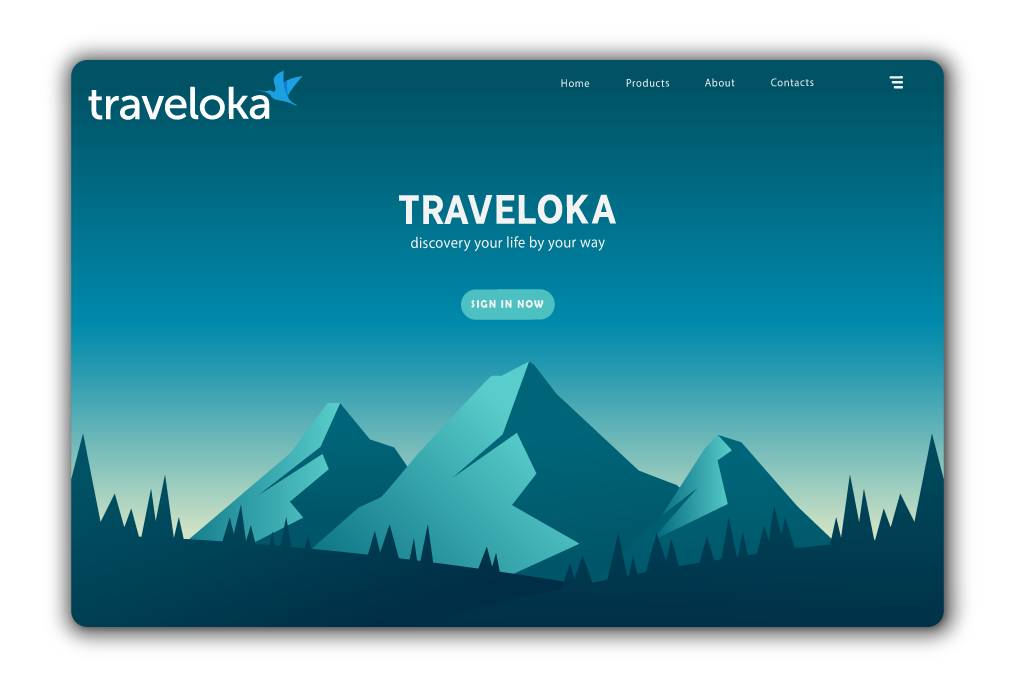 traveloka
Home Products About Contacts
TRAVELOKA
discovery your life by your way
SIGN IN NOW